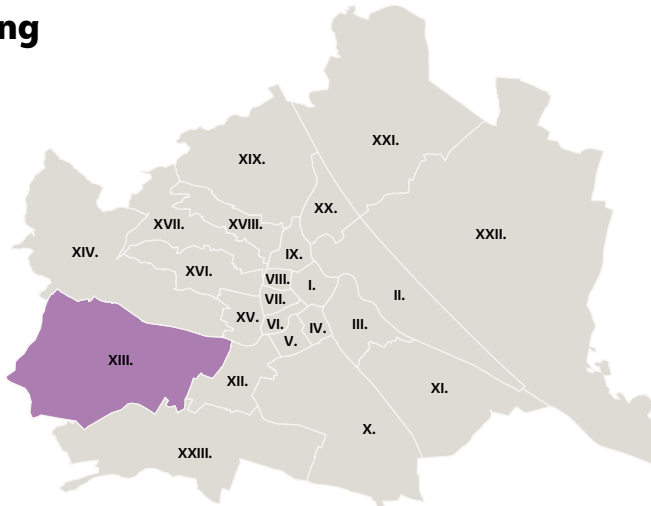 ng
XXI.
XIX.
XX.
XVII.
XVIII.
XXII.
XIV.
IX.
XVI.
VIII.
I.
II.
VII.
XV.
VI.
IV.
III.
V.
XIII.
XII.
XI.
X.
XXIII.